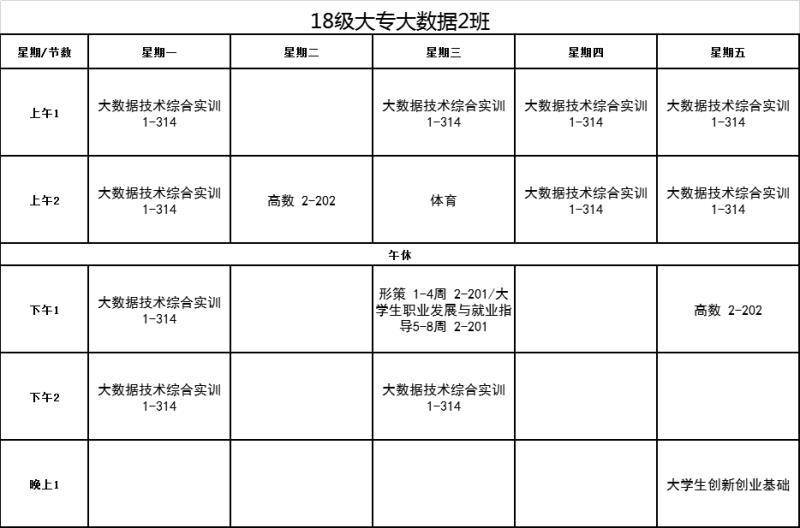 18级大专大数据2班
星期/节数 星期一 星期二 星期三 星期四 星期五
上午1
大数据技术综合实训
1-314
大数据技术综合实训
1-314
大数据技术综合实训
1-314
大数据技术综合实训
1-314
上午2
大数据技术综合实训
1-314
高数 2-202
体育
大数据技术综合实训
1-314
大数据技术综合实训
1-314
午休
下午1
大数据技术综合实训
1-314
形策 1-4周 2-201/大
学生职业发展与就业指
导5-8周 2-201
高数 2-202
下午2
大数据技术综合实训
1-314
大数据技术综合实训
1-314
晚上1
大学生创新创业基础